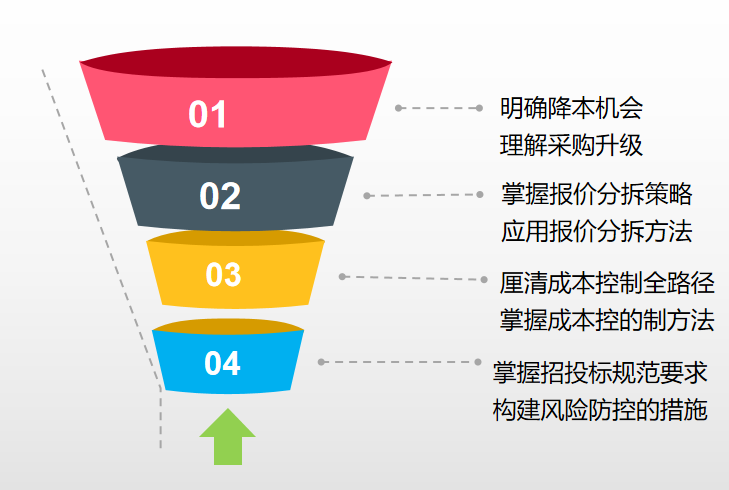 01
明确降本机会
理解采购升级
02
掌握报价分拆策略
应用报价分拆方法
03
厘清成本控制全路径
掌握成本控的制方法
04
掌握招投标规范要求
构建风险防控的措施